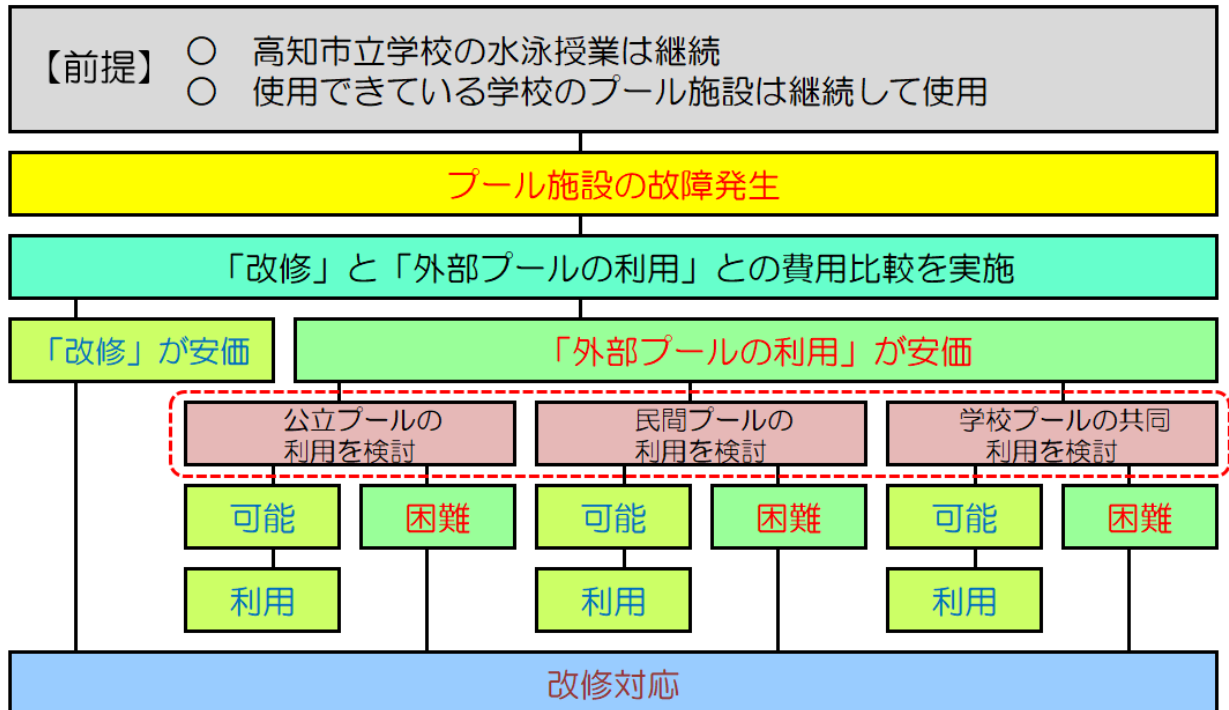 【前提】 ○ 高知市立学校の水泳授業は継続
○ 使用できている学校のプール施設は継続して使用
プール施設の故障発生
「改修」と「外部プールの利用」との費用比較を実施
「改修」が安価
「外部プールの利用」が安価
公立プールの
利用を検討
民間プールの
利用を検討
学校プールの共同
利用を検討
可能
困難
可能
困難
可能
困難
利用
利用
利用
改修対応